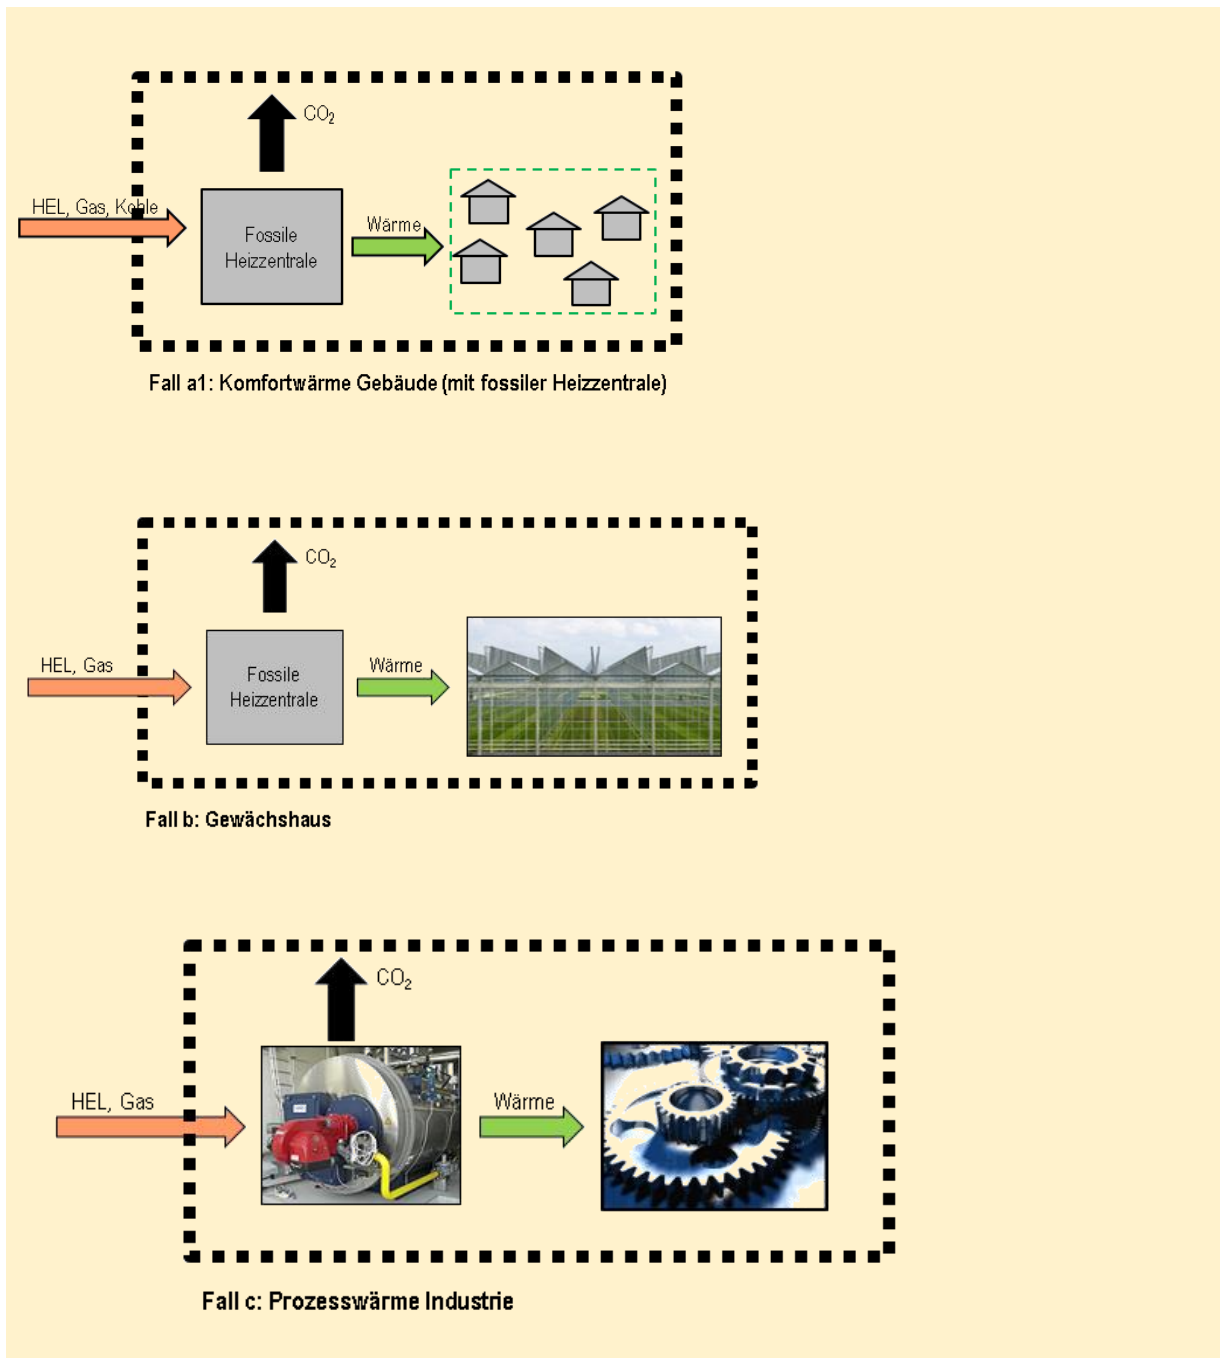 CO₂
HEL, Gas, Kohle
Fossile
Heizzentrale
Wärme
Fall a1: Komfortwärme Gebäude (mit fossiler Heizzentrale)
CO₂
HEL, Gas
Fossile
Heizzentrale
Wärme
Fall b: Gewächshaus
CO₂
HEL, Gas
Wärme
Fall c: Prozesswärme Industrie